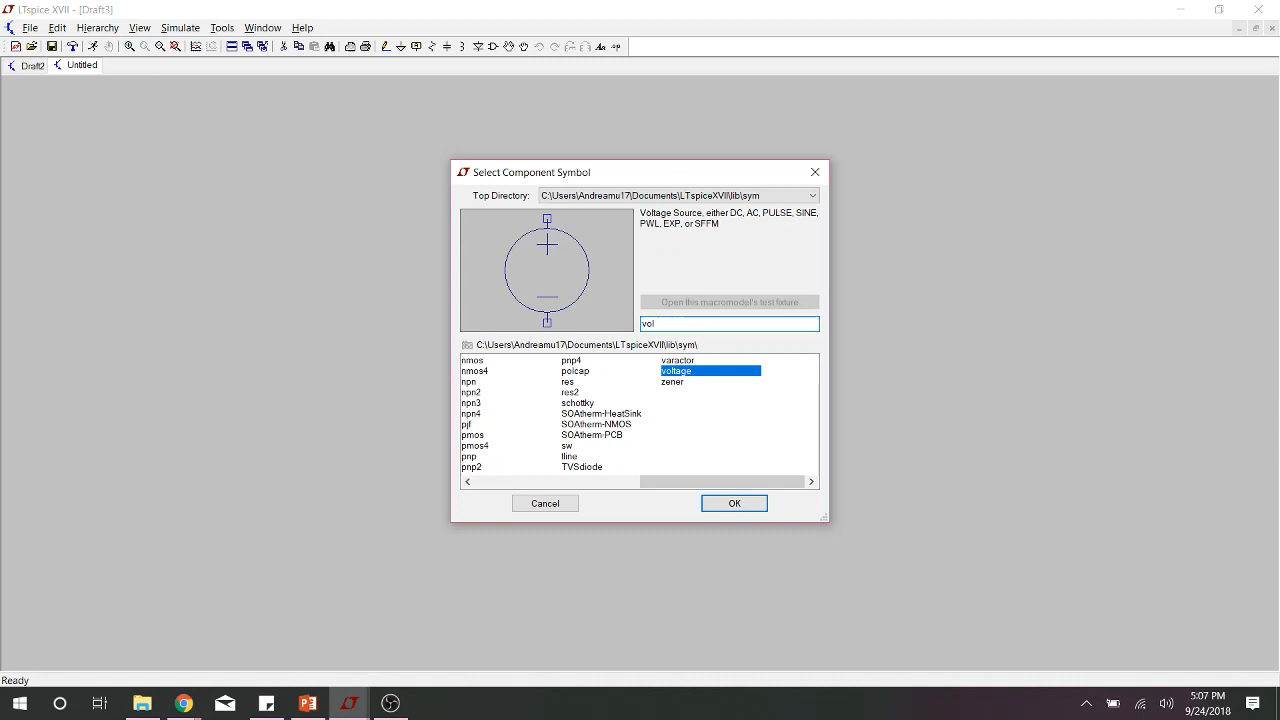 LTspice XVII - [Draft3]
File Edit Hierarchy View Simulate Tools Window Help
Draft2 Untitled
Select Component Symbol
Top Directory: C:\Users\Andreamu17\Documents\LTspiceXVII\lib\sym
Voltage Source, either DC, AC, PULSE, SINE,
PWL, EXP, or SFFM
Open this macromodel's test fixture
vol
C:\Users\Andreamu17\Documents\LTspiceXVII\lib\sym\
nmos pnp4 varactor
nmos4 polcap voltage
npn res zener
npn2 res2
npn3 schottky
npn4 SOAtherm-HeatSink
pjf SOAtherm-NMOS
pmos SOAtherm-PCB
pmos4 sw
pnp tline
pnp2 TVSdiode
Cancel OK
Ready
5:07 PM
9/24/2018